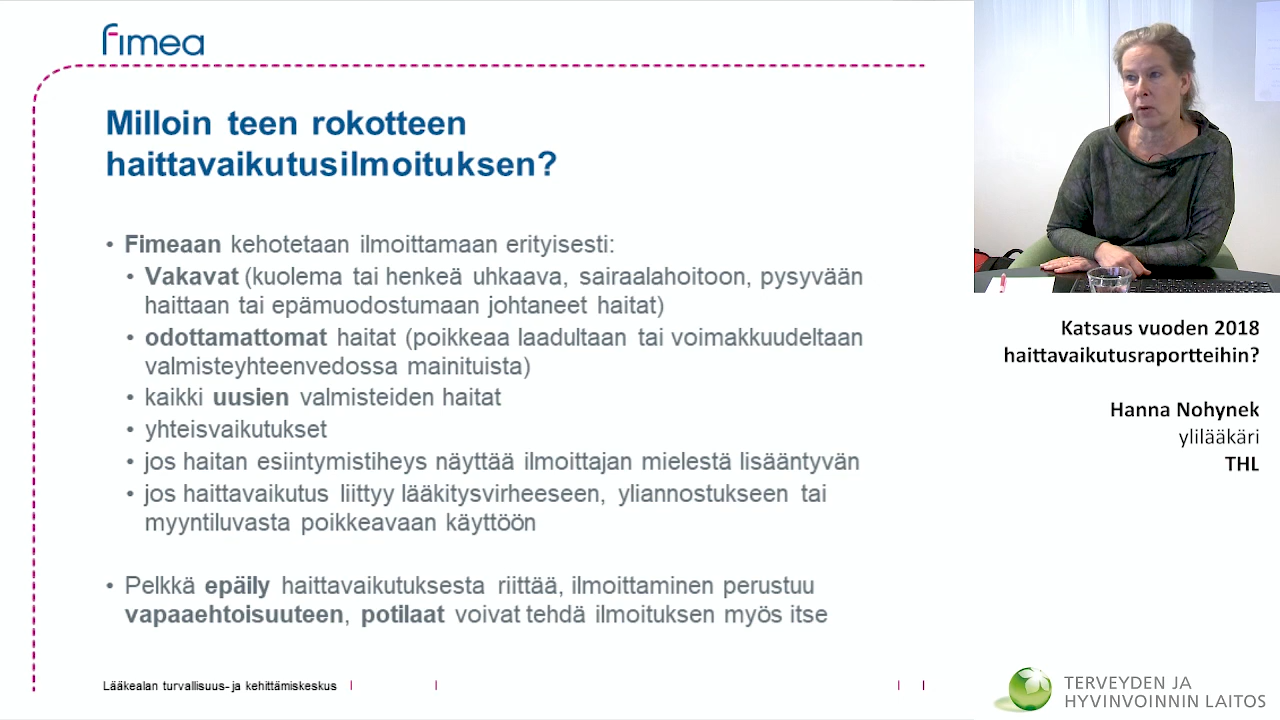 fimea
Milloin teen rokotteen
haittavaikutusilmoituksen?
• Fimeaan kehotetaan ilmoittamaan erityisesti:
• Vakavat (kuolema tai henkeä uhkaava, sairaalahoitoon, pysyvään
haittaan tai epämuodostumaan johtaneet haitat)
• odottamattomat haitat (poikkeaa laadultaan tai voimakkuudeltaan
valmisteyhteenvedossa mainituista)
• kaikki uusien valmisteiden haitat
• yhteisvaikutukset
• jos haitan esiintymistiheys näyttää ilmoittajan mielestä lisääntyvän
• jos haittavaikutus liittyy lääkitysvirheeseen, yliannostukseen tai
myyntiluvasta poikkeavaan käyttöön
• Pelkkä epäily haittavaikutuksesta riittää, ilmoittaminen perustuu
vapaaehtoisuuteen, potilaat voivat tehdä ilmoituksen myös itse
Lääkealan turvallisuus- ja kehittämiskeskus
Katsaus vuoden 2018
haittavaikutusraportteihin?
Hanna Nohynek
ylilääkäri
THL
TERVEYDEN JA
HYVINVOINNIN LAITOS